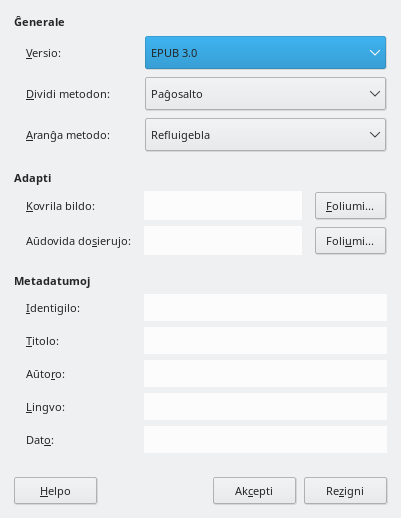 Ĝenerale
Versio: EPUB 3.0
Dividi metodon: Paĝosalto
Aranĝa metodo: Refluigebla
Adapti
Kovrila bildo: Foliumi...
Aŭdovida dosierujo: Foliumi...
Metadatumoj
Identigilo:
Titolo:
Aŭtoro:
Lingvo:
Dato:
Helpo Akcepti Rezigni